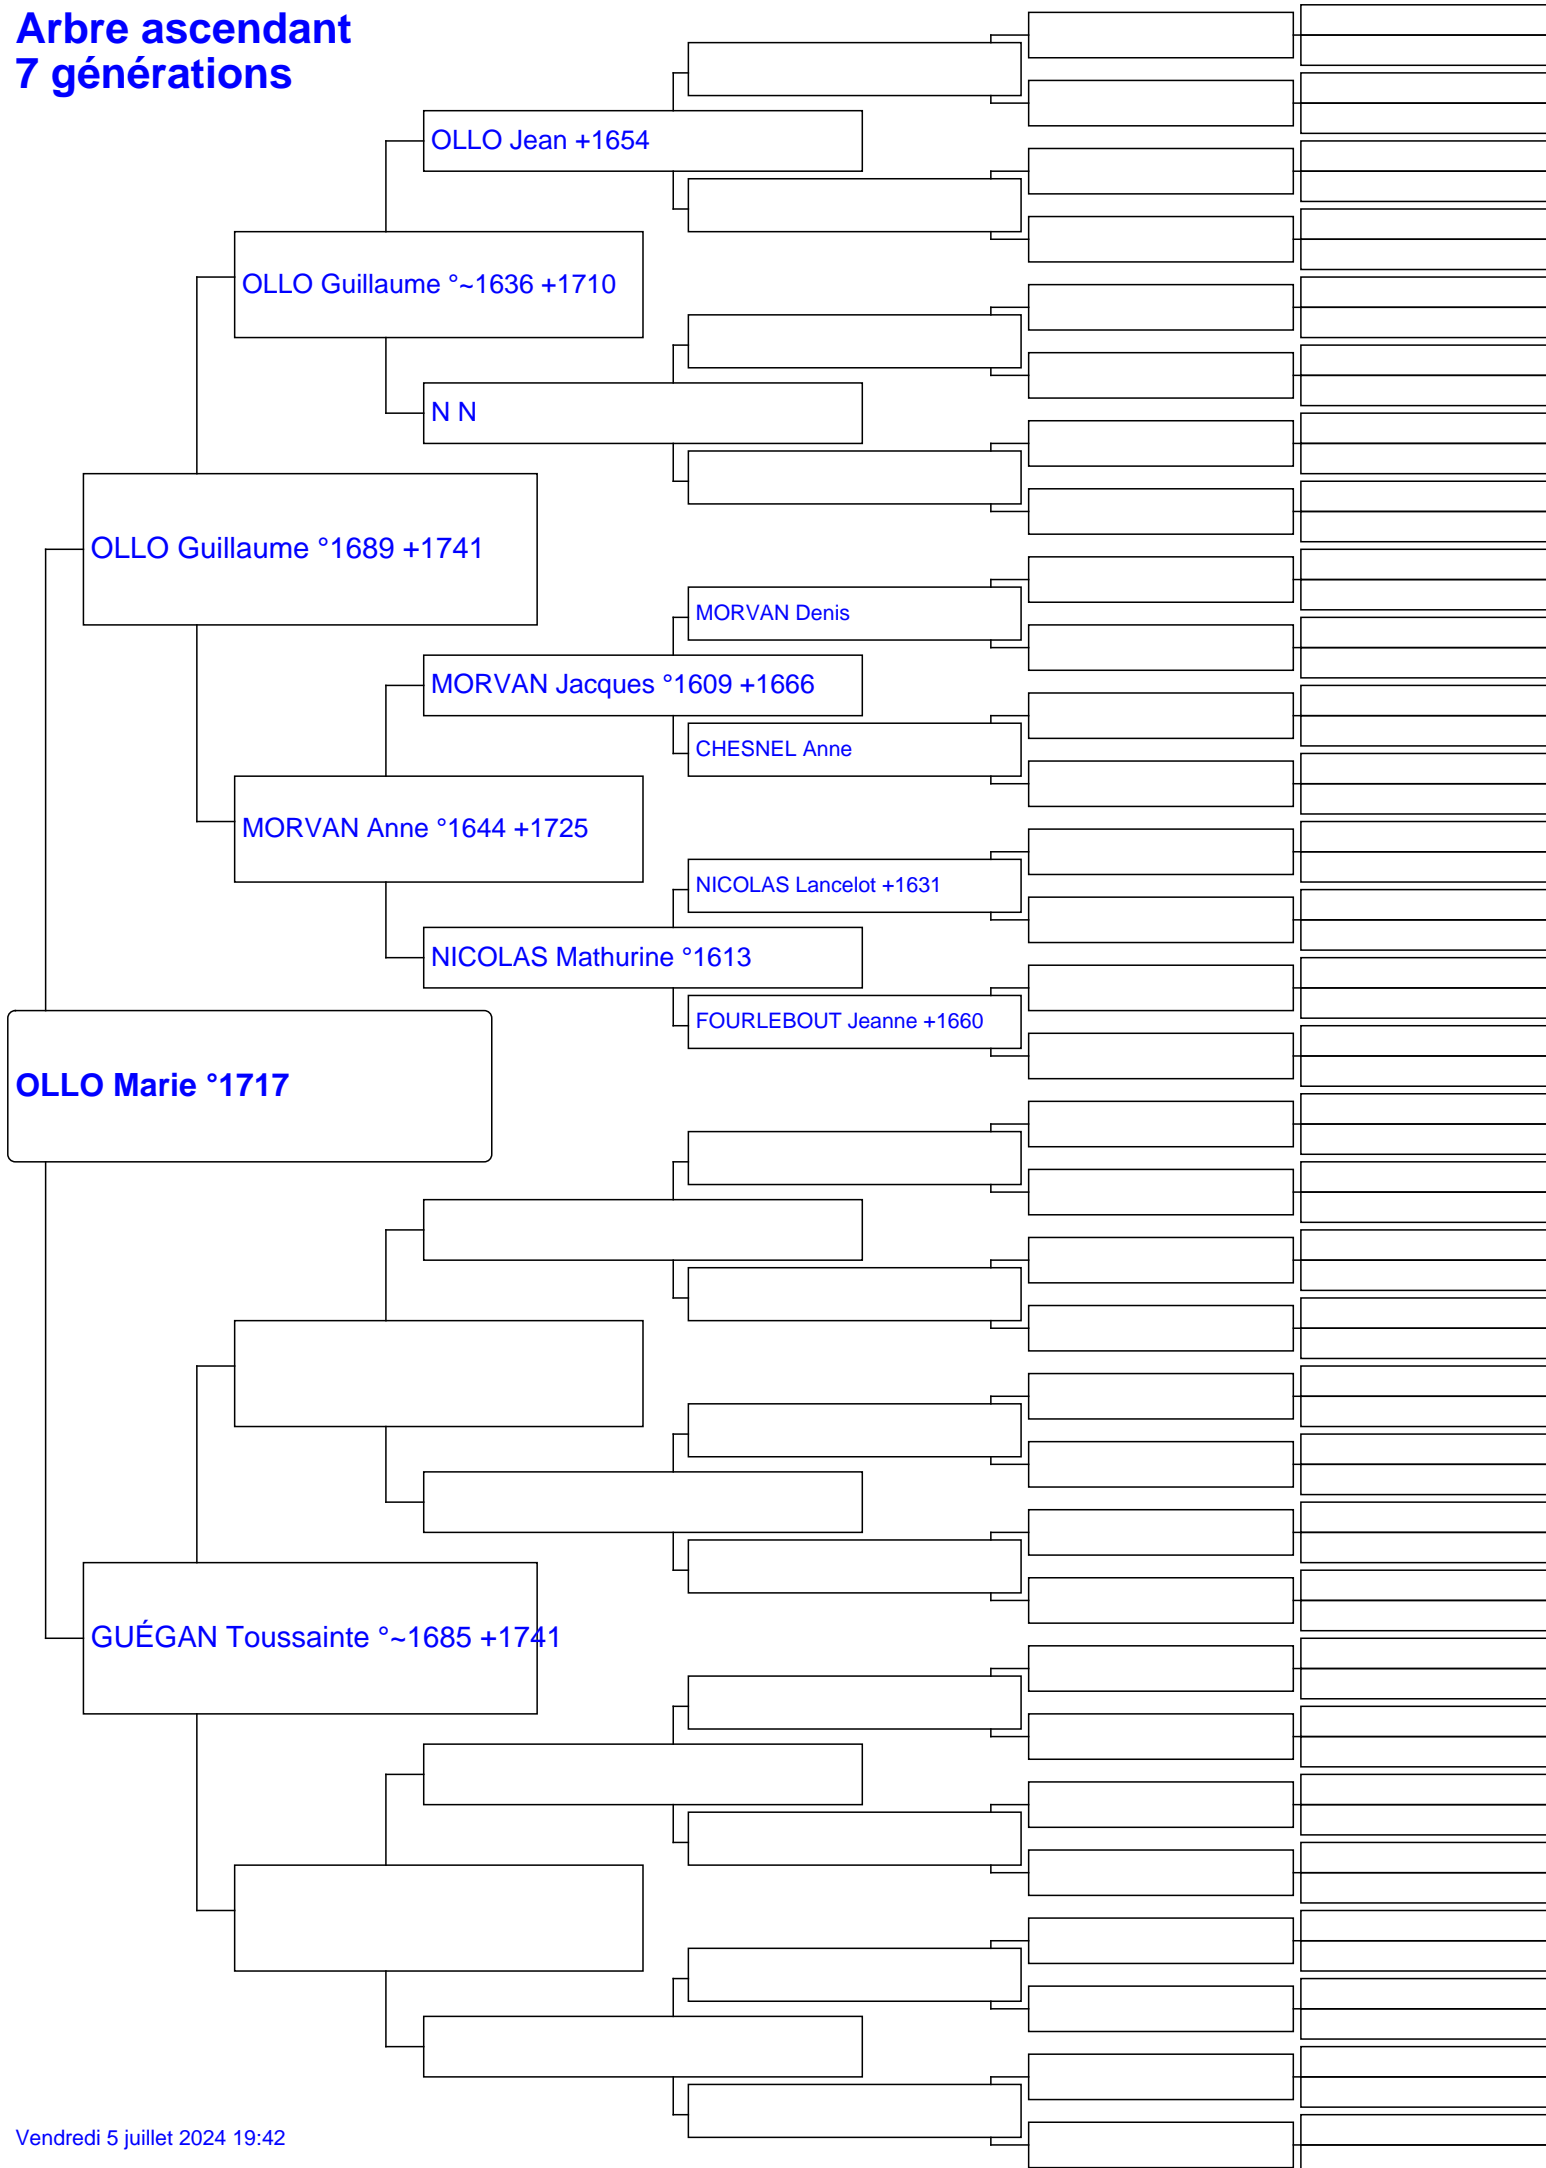 Arbre ascendant
7 générations
OLLO Jean +1654
OLLO Guillaume °~1636 +1710
N N
OLLO Guillaume °1689 +1741
MORVAN Denis
MORVAN Jacques °1609 +1666
CHESNEL Anne
MORVAN Anne °1644 +1725
NICOLAS Lancelot +1631
NICOLAS Mathurine °1613
FOURLEBOUT Jeanne +1660
OLLO Marie °1717
GUÉGAN Toussainte °~1685 +1741
Vendredi 5 juillet 2024 19:42